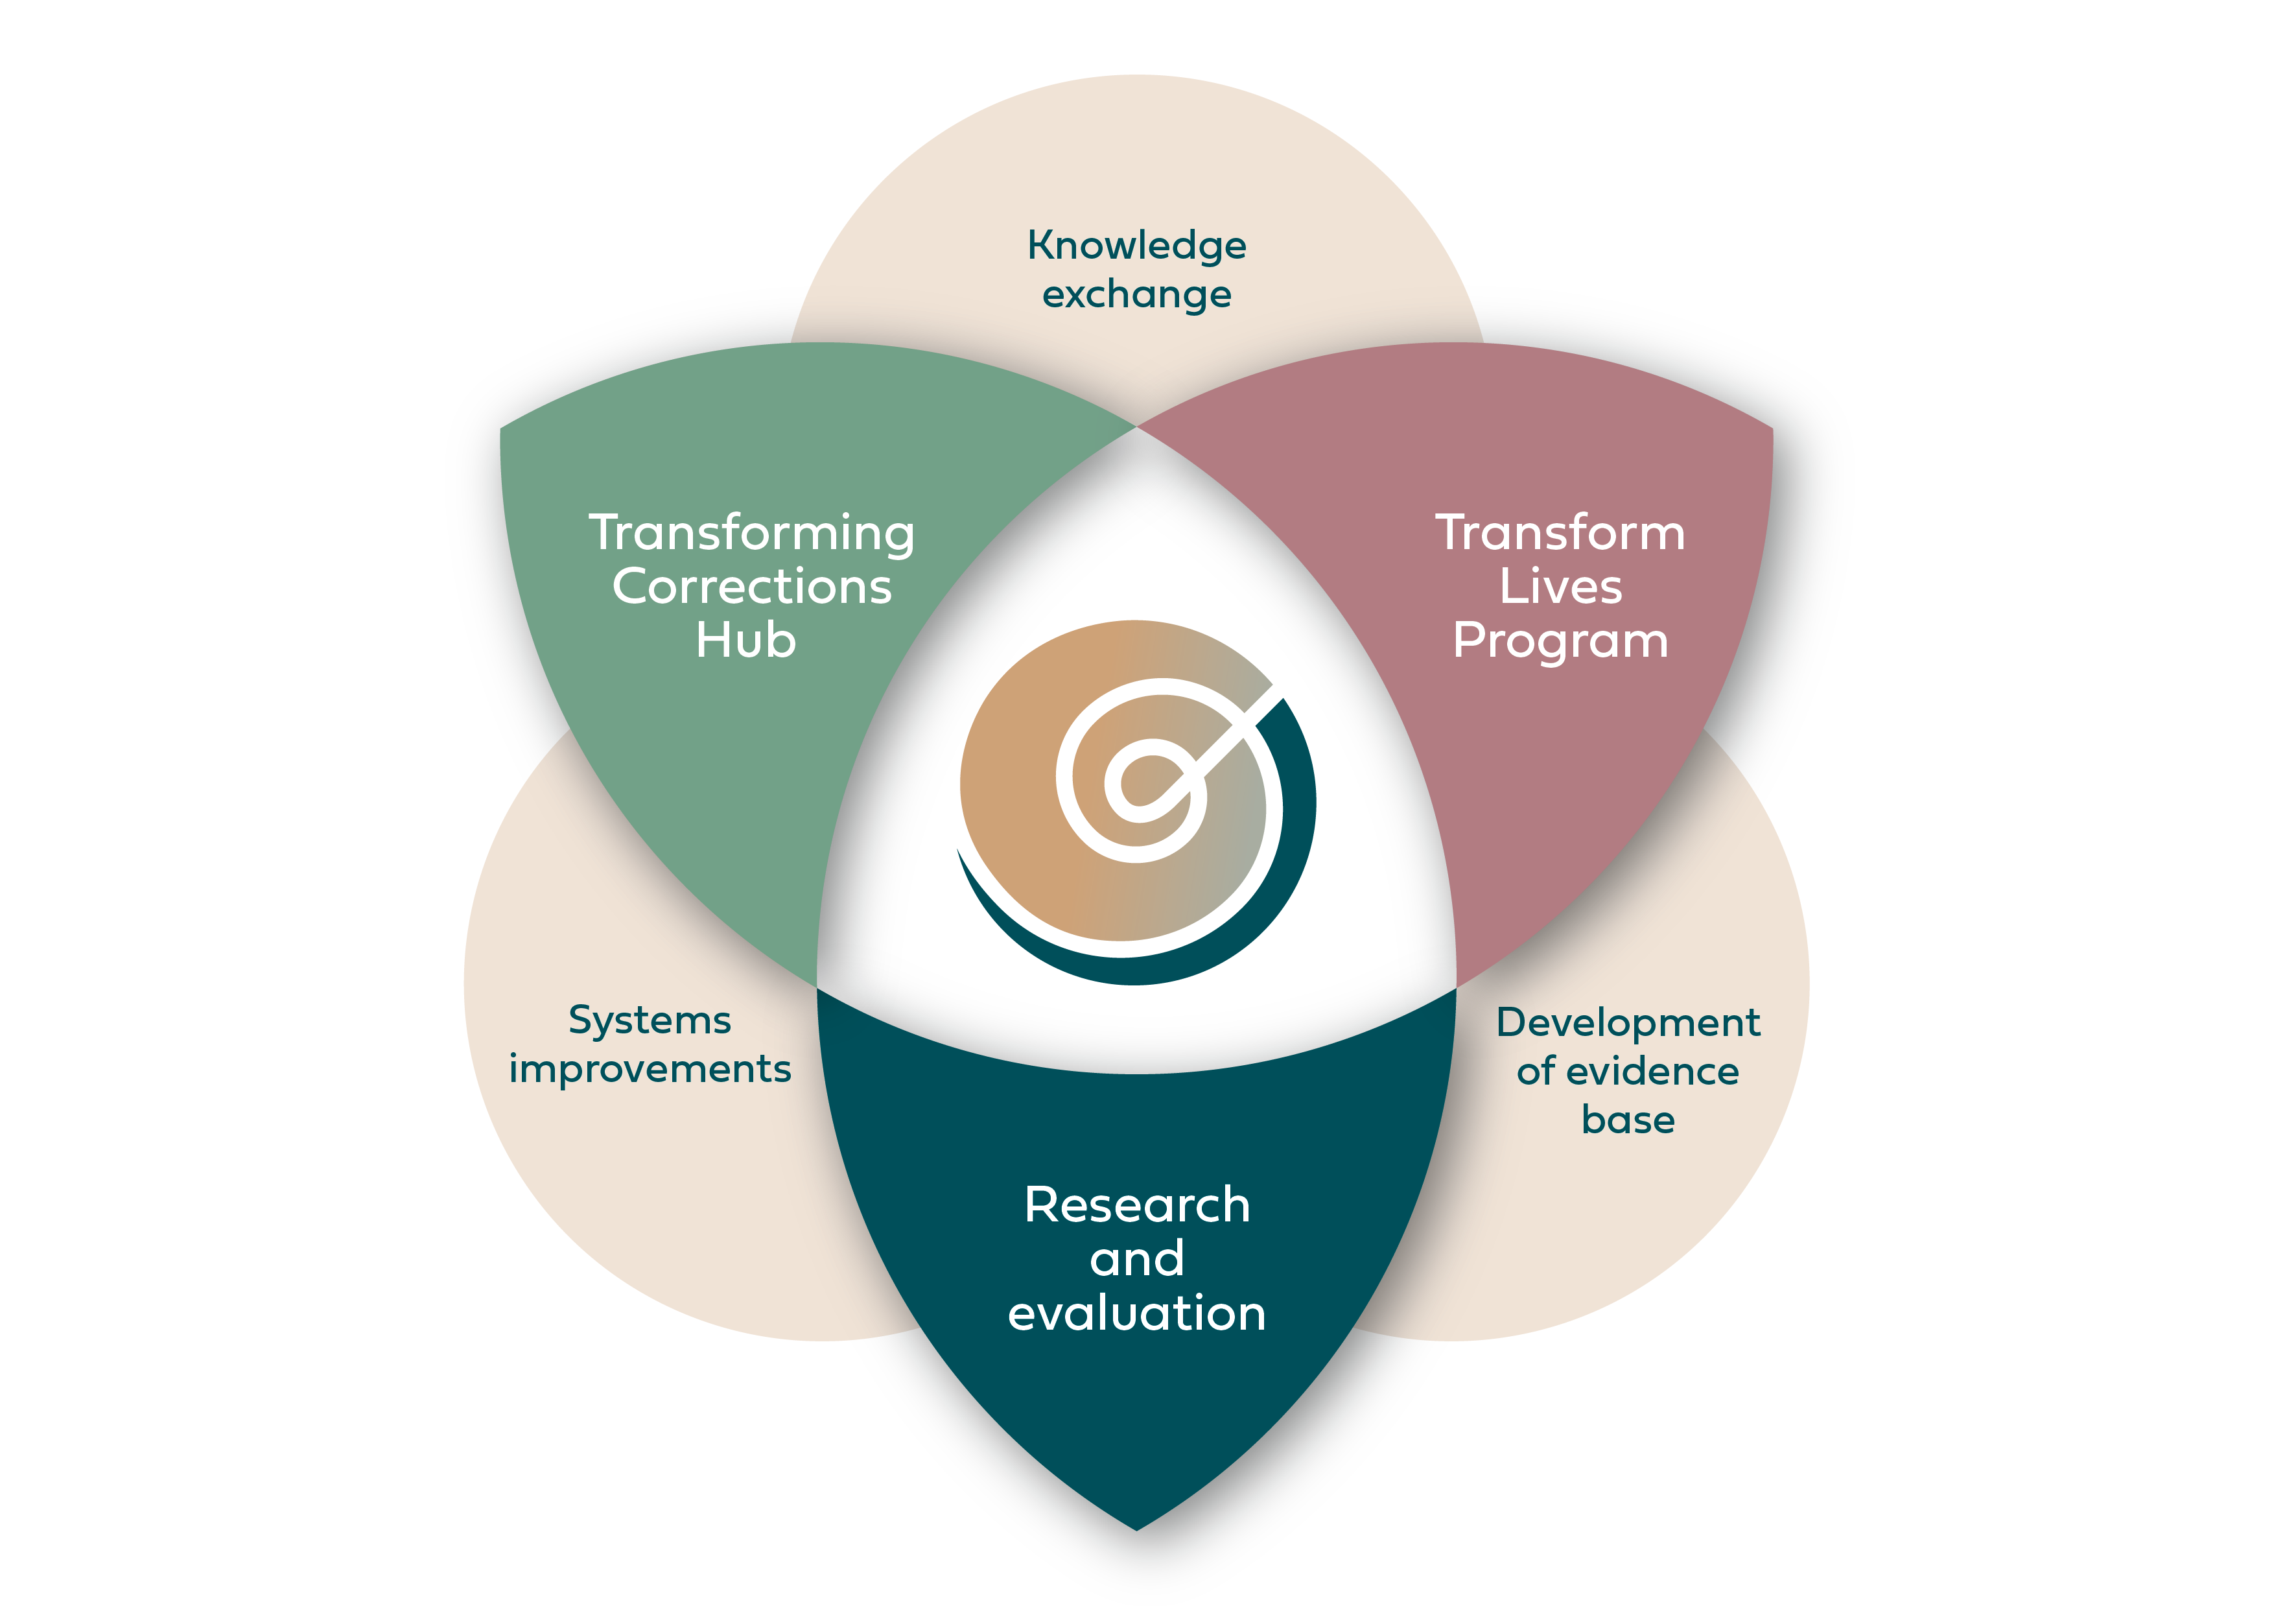 Knowledge
exchange
Transforming
Corrections
Hub
Transform
Lives
Program
Systems
improvements
Development
of evidence
base
Research
and
evaluation